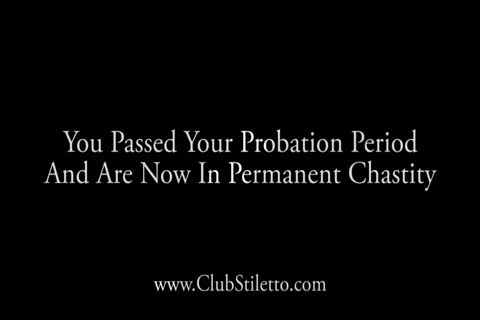 You Passed Your Probation Period
And Are Now In Permanent Chastity
www.ClubStiletto.com